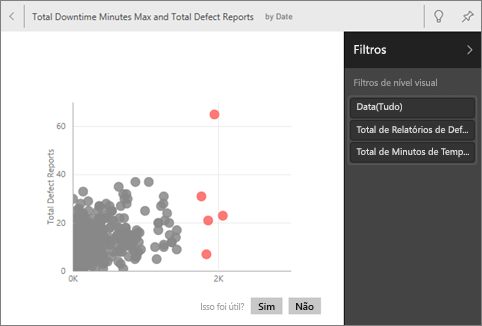 Total Downtime Minutes Max and Total Defect Reports by Date
Filtros
Filtros de nível visual
Data(Tudo)
Total de Relatórios de Def...
Total de Minutos de Temp...
Total Defect Reports
60
40
20
0
0K 2K
Isso foi útil? Sim Não